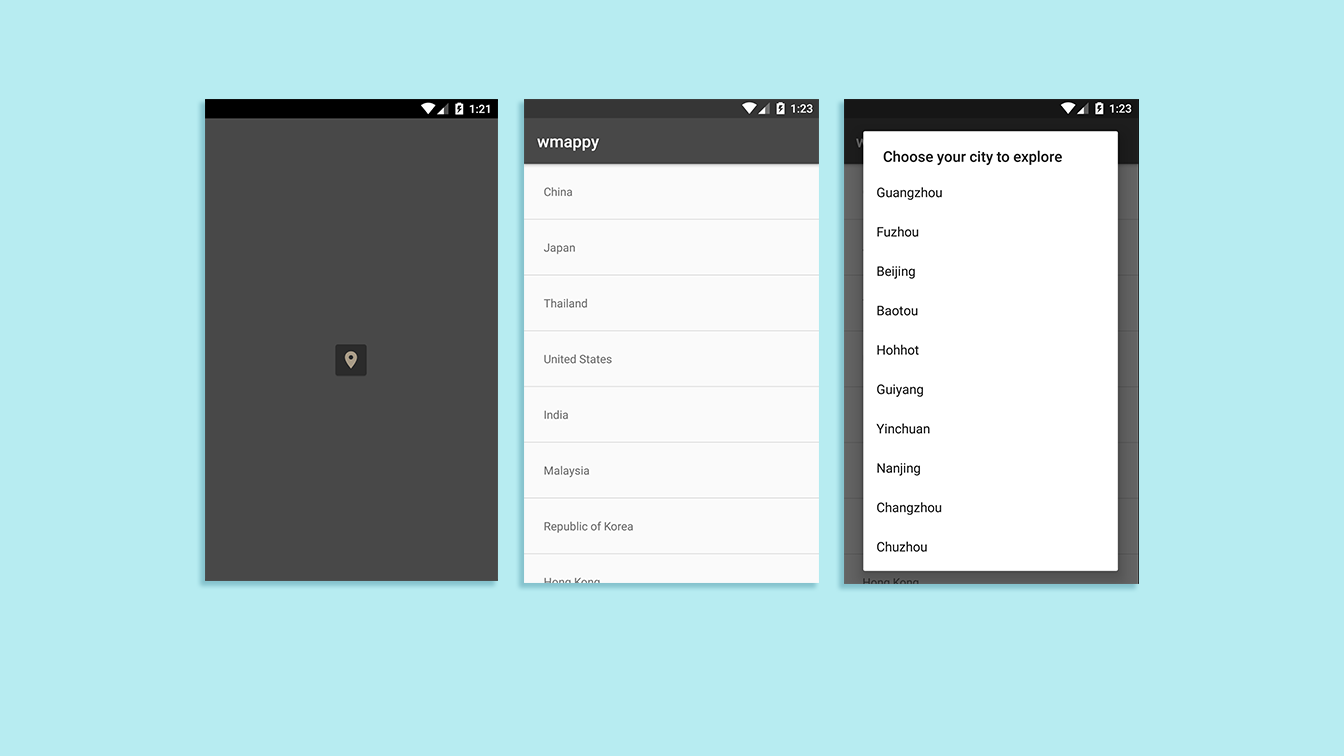 1:21
1:23
wmappy
China
Japan
Thailand
United States
India
Malaysia
Republic of Korea
Hong Kong
1:23
w
Choose your city to explore
Guangzhou
Fuzhou
Beijing
Baotou
Hohhot
Guiyang
Yinchuan
Nanjing
Changzhou
Chuzhou
Hong Kong